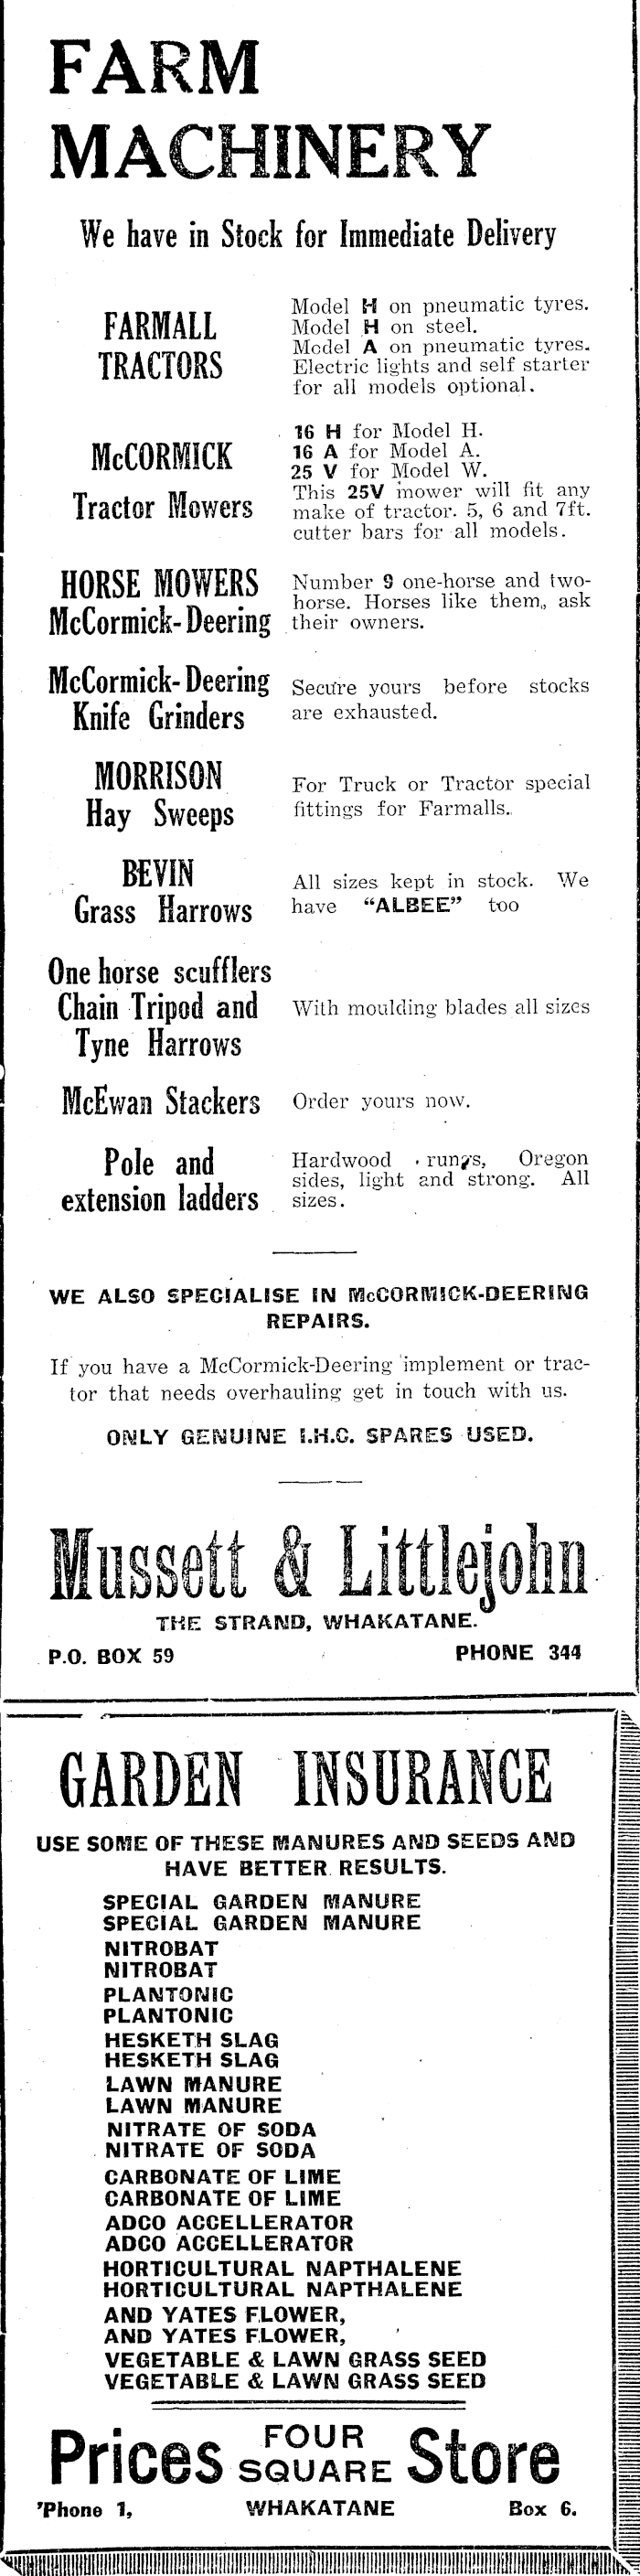 FARM
MACHINERY
We have in Stock for Immediate Delivery
FARMALL
TRACTORS
Model H on pneumatic tyres.
Model H on steel.
Model A on pneumatic tyres.
Electric lights and self starter
for all models optional.
McCORMICK
Tractor Mowers
16 H for Model H.
16 A for Model A.
25 V for Model W.
This 25V mower will fit any
make of tractor. 5, 6 and 7ft.
cutter bars for all models.
HORSE MOWERS
McCormick-Deering
Number 9 one-horse and two-
horse. Horses like them,, ask
their owners.
McCormick-Deering
Knife Grinders
Secure yours before stocks
are exhausted.
MORRISON
Hay Sweeps
For Truck or Tractor special
fittings for Farmalls.
BEVIN
Grass Harrows
All sizes kept in stock. We
have "ALBEE" too
One horse scufflers
Chain Tripod and
Tyne Harrows
With moulding blades all sizes
McEwan Stackers
Order yours now.
Pole and
extension ladders
Hardwood rungs, Oregon
sides, light and strong. All
sizes.
WE ALSO SPECIALISE IN McCORMICK-DEERING
REPAIRS.
If you have a McCormick-Deering implement or trac-
tor that needs overhauling get in touch with us.
ONLY GENUINE I.H.C. SPARES USED.
Mussett & Littlejohn
THE STRAND, WHAKATANE.
P.O. BOX 59 PHONE 344
GARDEN INSURANCE
USE SOME OF THESE MANURES AND SEEDS AND
HAVE BETTER RESULTS.
SPECIAL GARDEN MANURE
SPECIAL GARDEN MANURE
NITROBAT
NITROBAT
PLANTONIC
PLANTONIC
HESKETH SLAG
HESKETH SLAG
LAWN MANURE
LAWN MANURE
NITRATE OF SODA
NITRATE OF SODA
CARBONATE OF LIME
CARBONATE OF LIME
ADCO ACCELLERATOR
ADCO ACCELLERATOR
HORTICULTURAL NAPTHALENE
HORTICULTURAL NAPTHALENE
AND YATES FLOWER,
AND YATES FLOWER,
VEGETABLE & LAWN GRASS SEED
VEGETABLE & LAWN GRASS SEED
Prices FOUR SQUARE Store
'Phone 1, WHAKATANE Box 6.